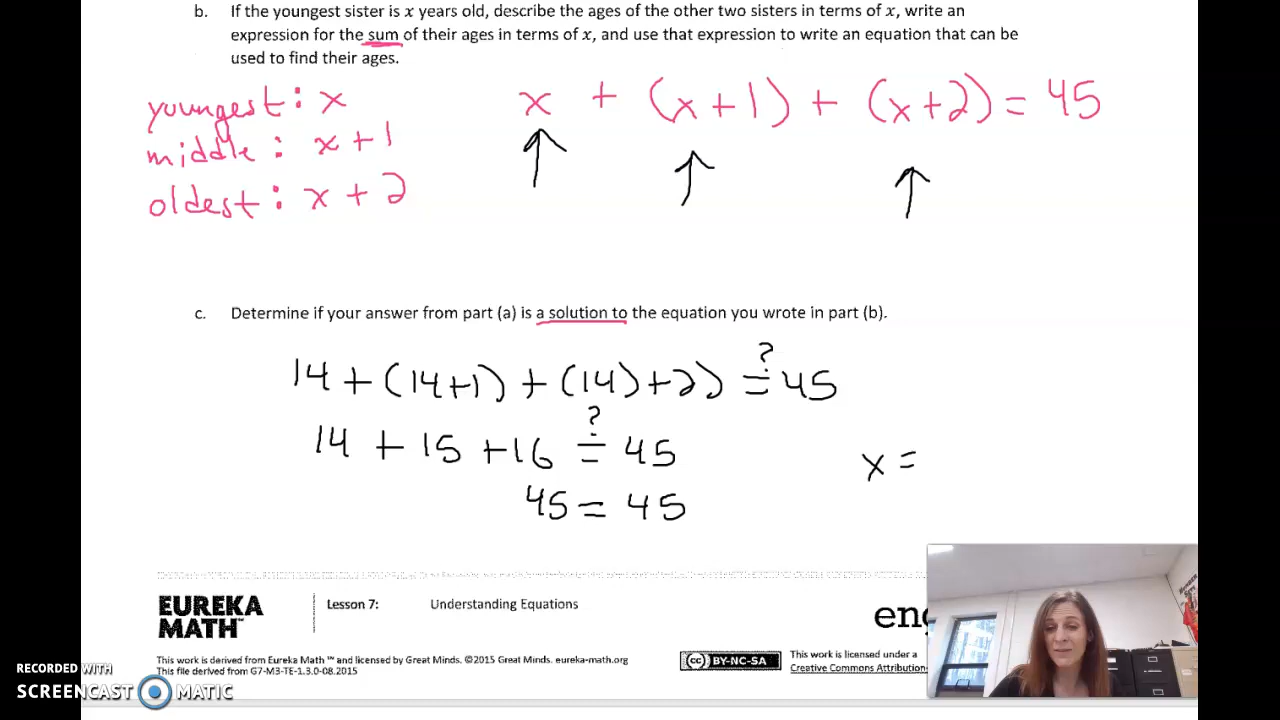 b. If the youngest sister is x years old, describe the ages of the other two sisters in terms of x, write an
expression for the sum of their ages in terms of x, and use that expression to write an equation that can be
used to find their ages.
youngest: x
middle: x + 1
oldest: x + 2
x + (x+1) + (x+2) = 45
c. Determine if your answer from part (a) is a solution to the equation you wrote in part (b).
14 + (14+1) + (14)+2) ≟ 45
14 + 15 +16 ≟ 45
45 = 45
x =
EUREKA
MATH™
Lesson 7:
Understanding Equations
eng
This work is derived from Eureka Math ™ and licensed by Great Minds. ©2015 Great Minds. eureka-math.org
This file derived from G7-M3-TE-1.3.0-08.2015
cc BY-NC-SA
This work is licensed under a
Creative Commons Attribution
RECORDED WITH
SCREENCAST MATIC